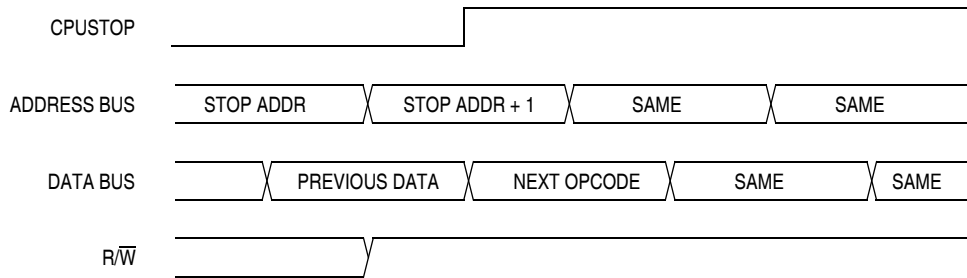 CPUSTOP
ADDRESS BUS STOP ADDR STOP ADDR + 1 SAME SAME
DATA BUS PREVIOUS DATA NEXT OPCODE SAME SAME
R/W̅